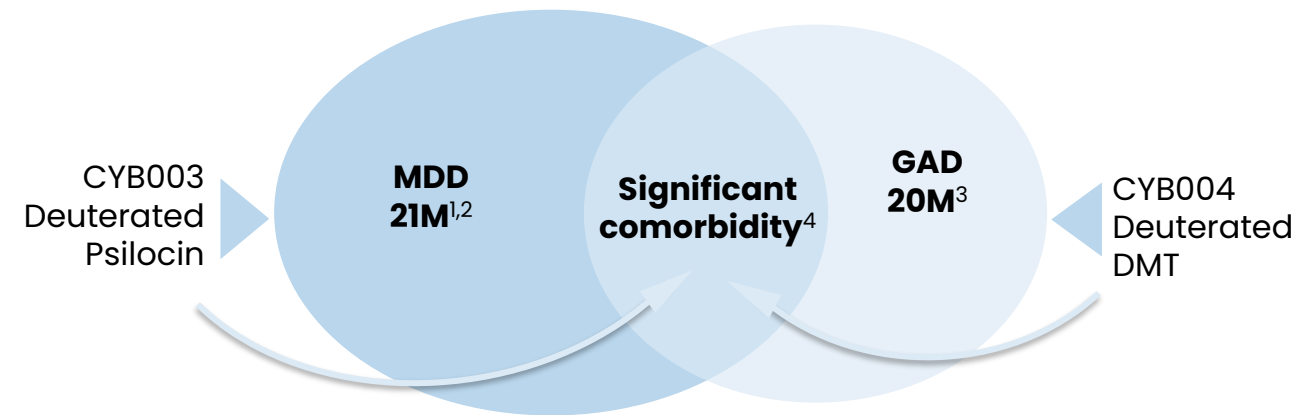 CYB003
Deuterated
Psilocin
MDD
21M1,2
Significant
comorbidity4
GAD
20M3
CYB004
Deuterated
DMT